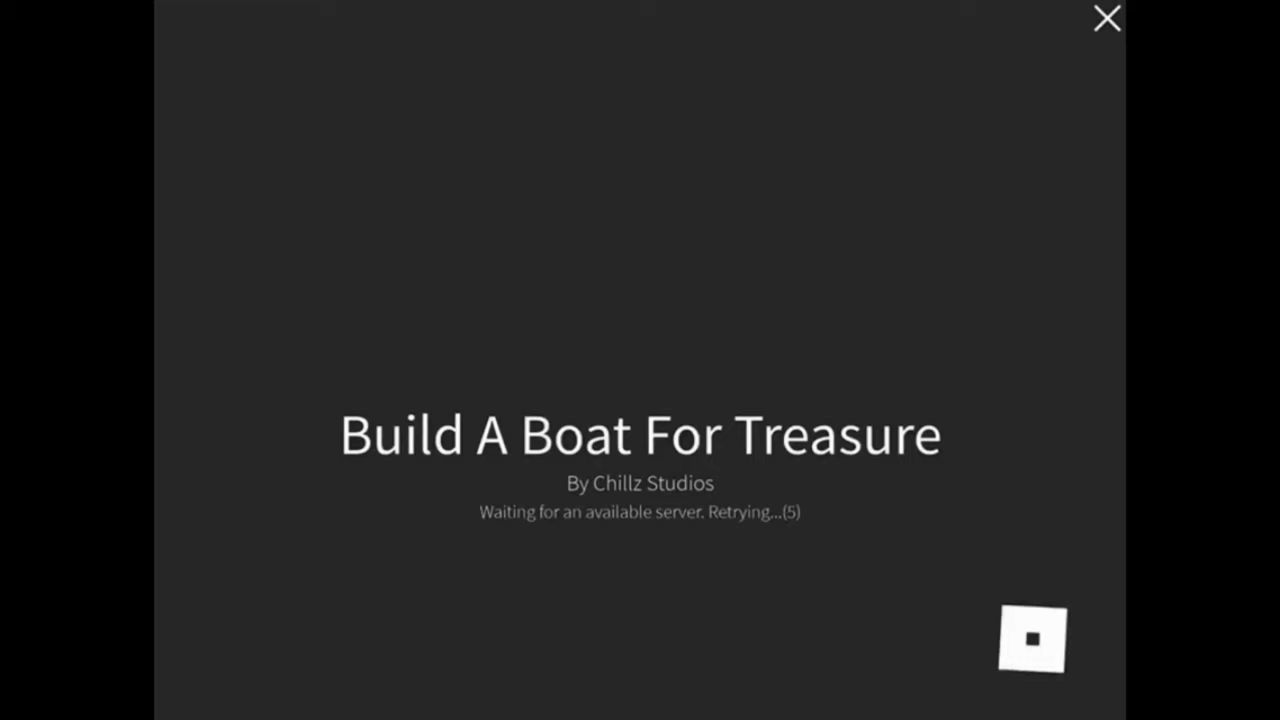 Build A Boat For Treasure
By Chillz Studios
Waiting for an available server. Retrying...(5)